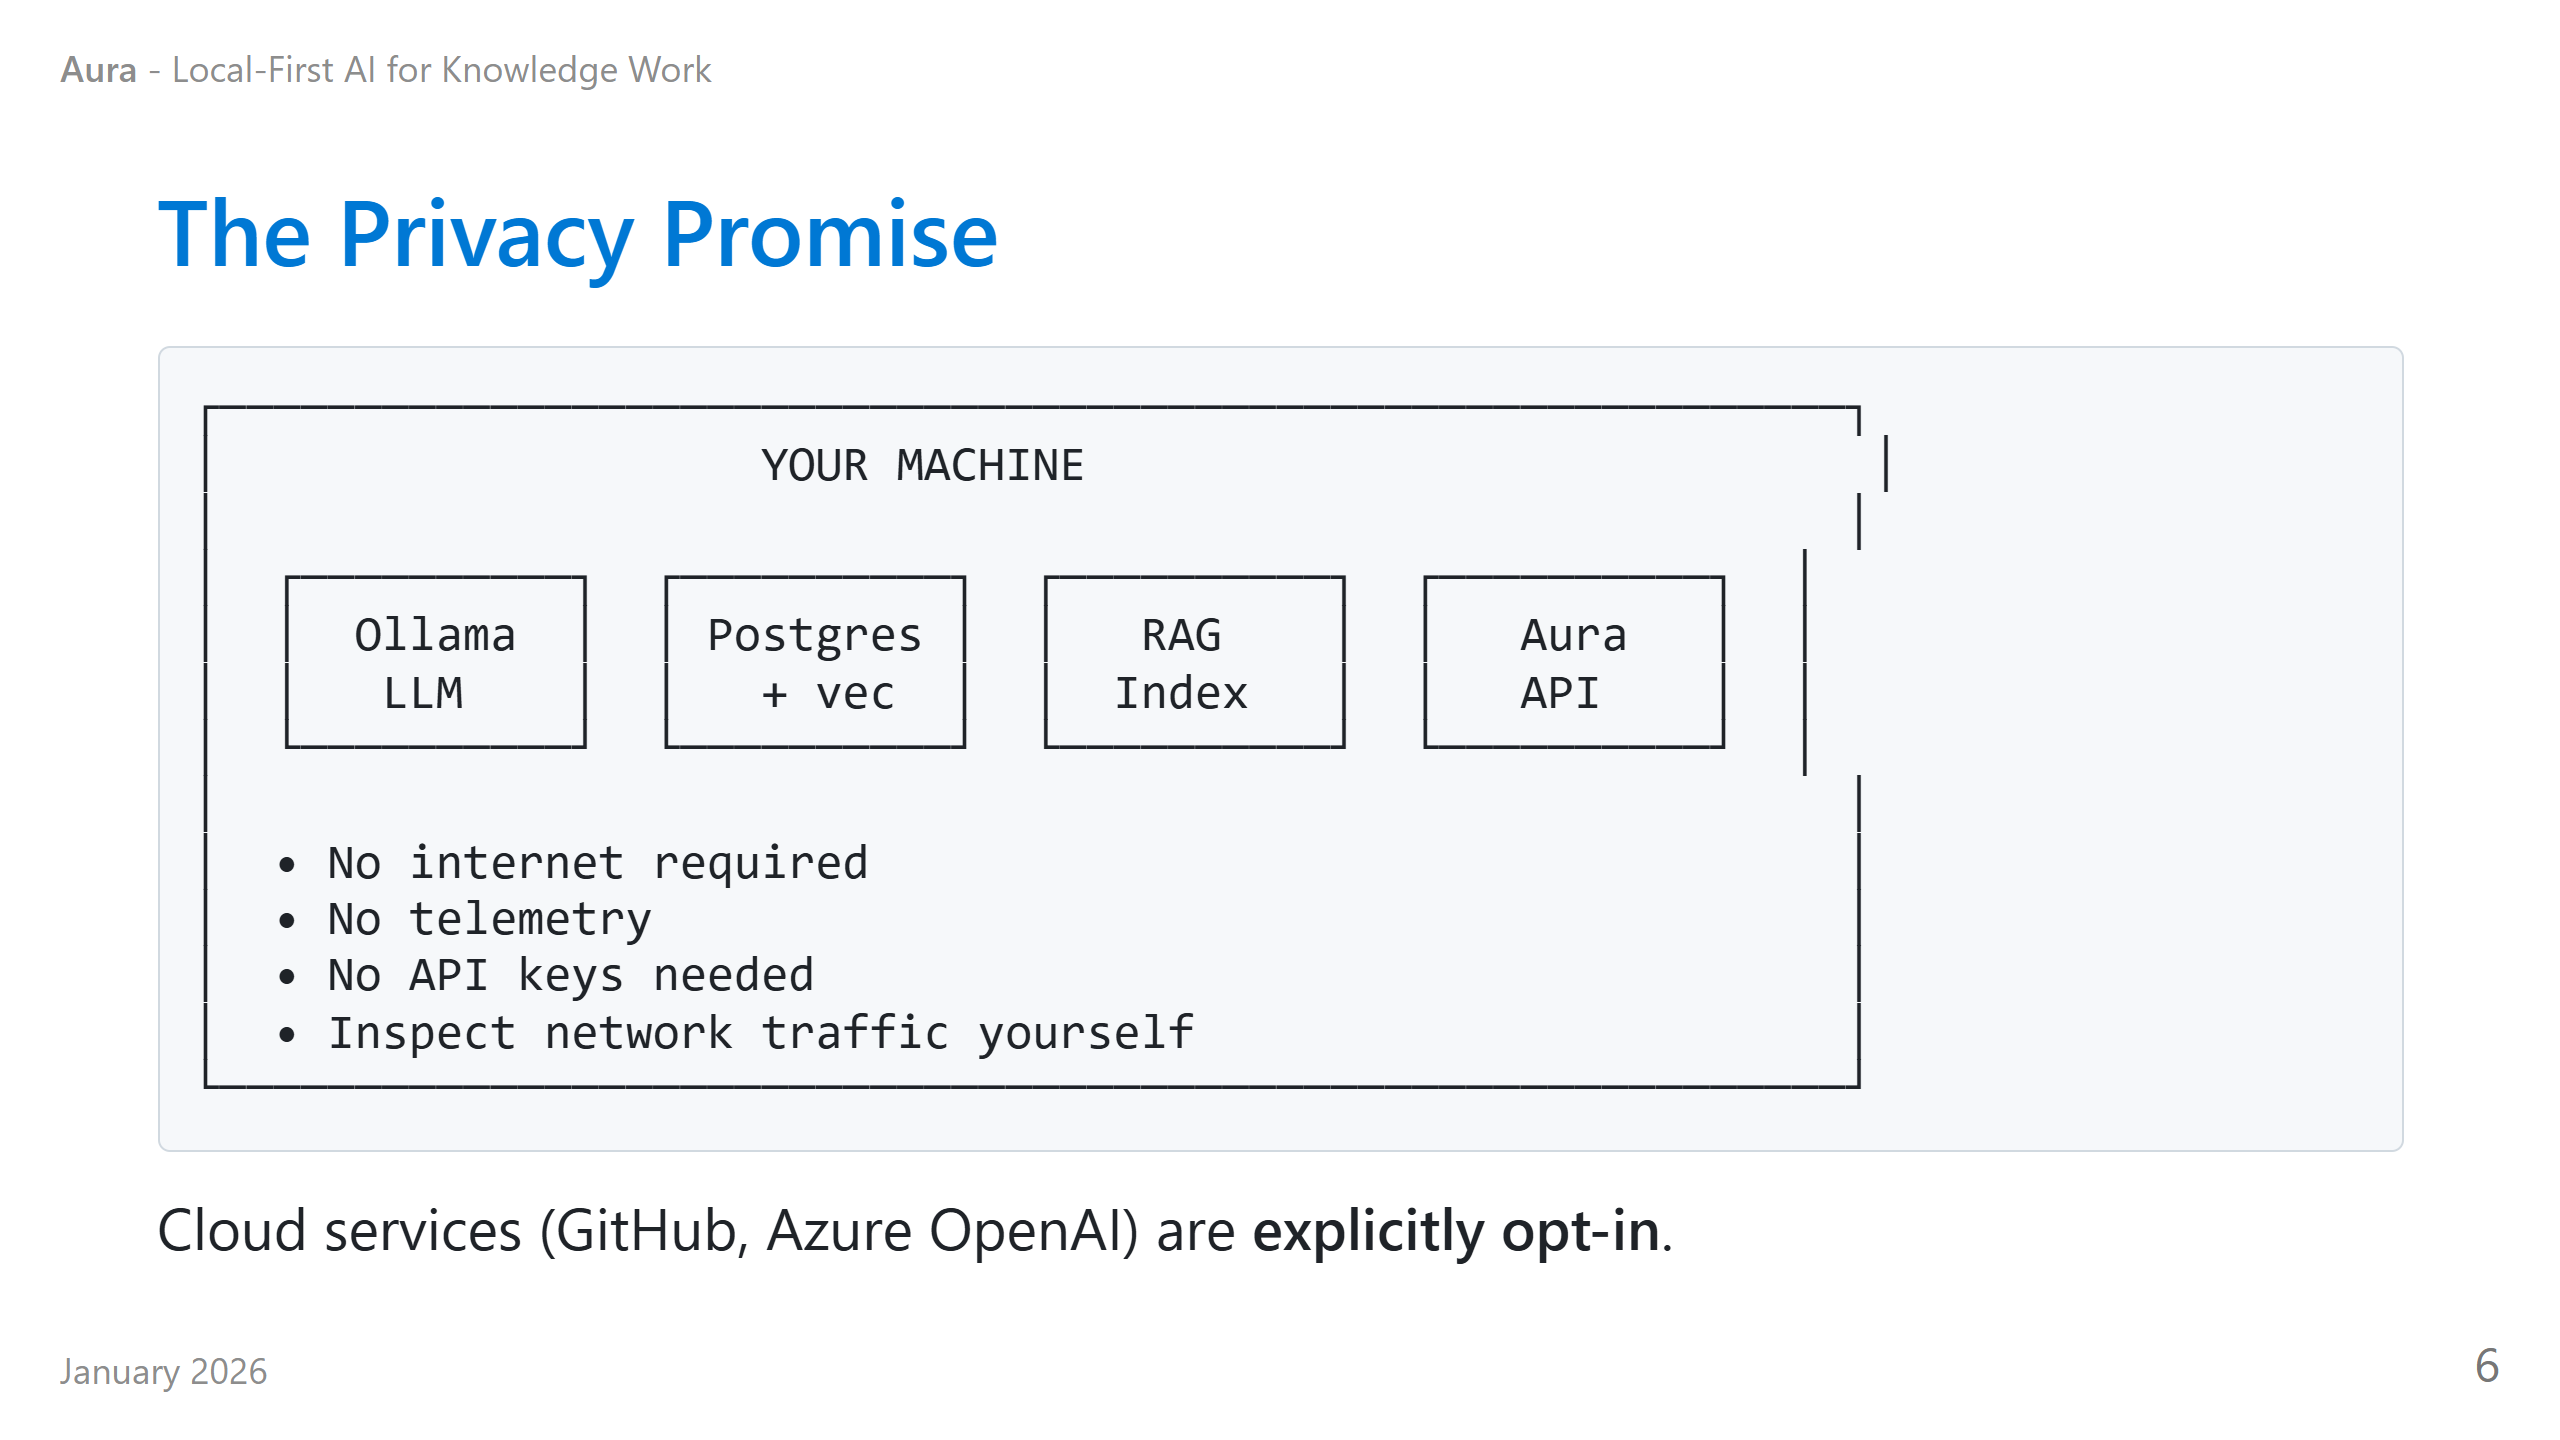 Aura - Local-First AI for Knowledge Work
The Privacy Promise
YOUR MACHINE
Ollama Postgres RAG Aura
LLM + vec Index API
• No internet required
• No telemetry
• No API keys needed
• Inspect network traffic yourself
Cloud services (GitHub, Azure OpenAI) are explicitly opt-in.
January 2026
6